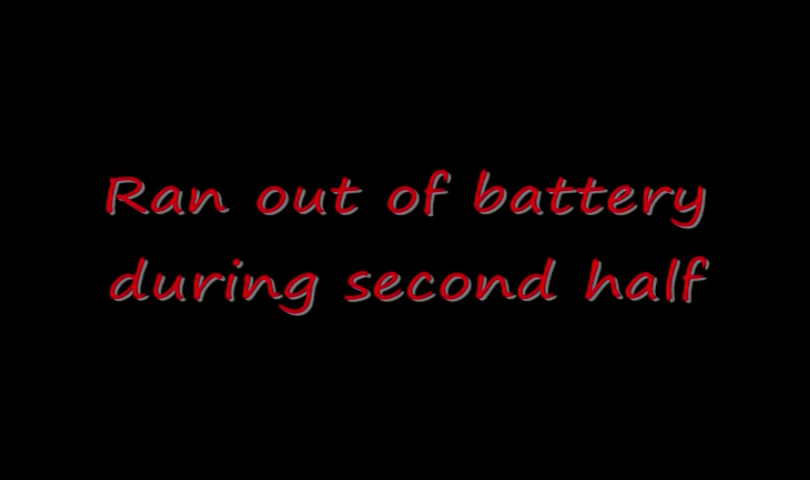 Ran out of battery
during second half